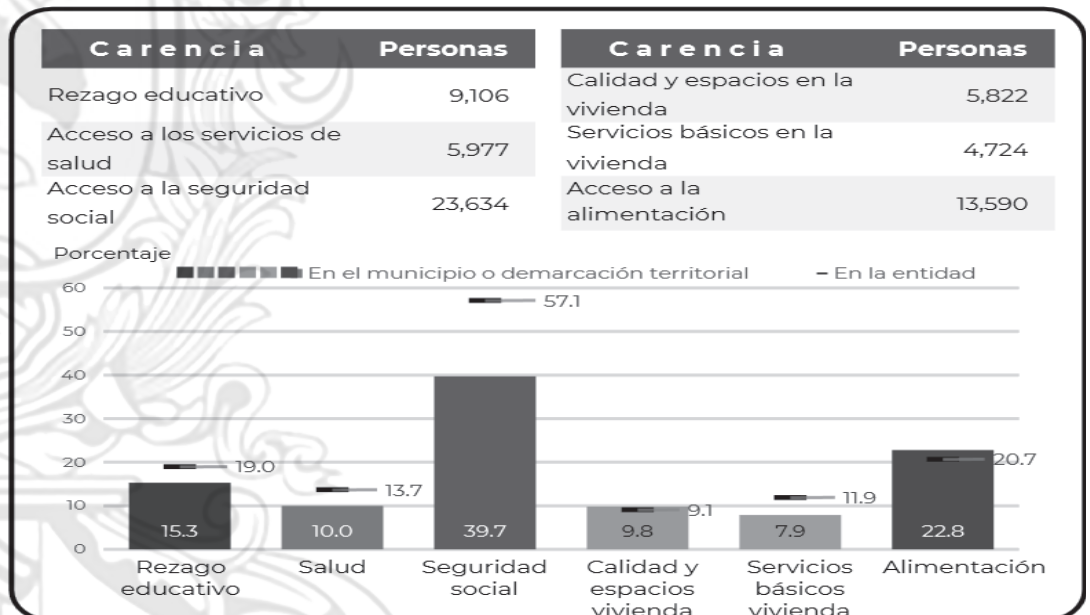 Carencia Personas
Rezago educativo 9,106
Acceso a los servicios de
salud 5,977
Acceso a la seguridad
social 23,634
Carencia Personas
Calidad y espacios en la
vivienda 5,822
Servicios básicos en la
vivienda 4,724
Acceso a la
alimentación 13,590
Porcentaje
En el municipio o demarcación territorial - En la entidad
60
50
40
30
20
10
0
57.1
19.0
13.7
9.1
11.9
20.7
15.3 10.0 39.7 9.8 7.9 22.8
Rezago
educativo
Salud
Seguridad
social
Calidad y
espacios
vivienda
Servicios
básicos
vivienda
Alimentación